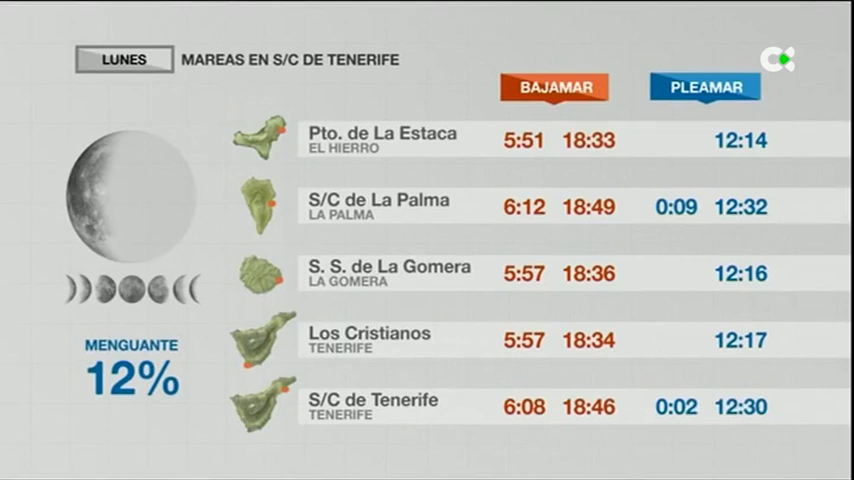 LUNES MAREAS EN S/C DE TENERIFE
BAJAMAR PLEAMAR
Pto. de La Estaca 5:51 18:33 12:14
EL HIERRO
S/C de La Palma 6:12 18:49 0:09 12:32
LA PALMA
S. S. de La Gomera 5:57 18:36 12:16
LA GOMERA
Los Cristianos 5:57 18:34 12:17
TENERIFE
MENGUANTE
12%
S/C de Tenerife 6:08 18:46 0:02 12:30
TENERIFE